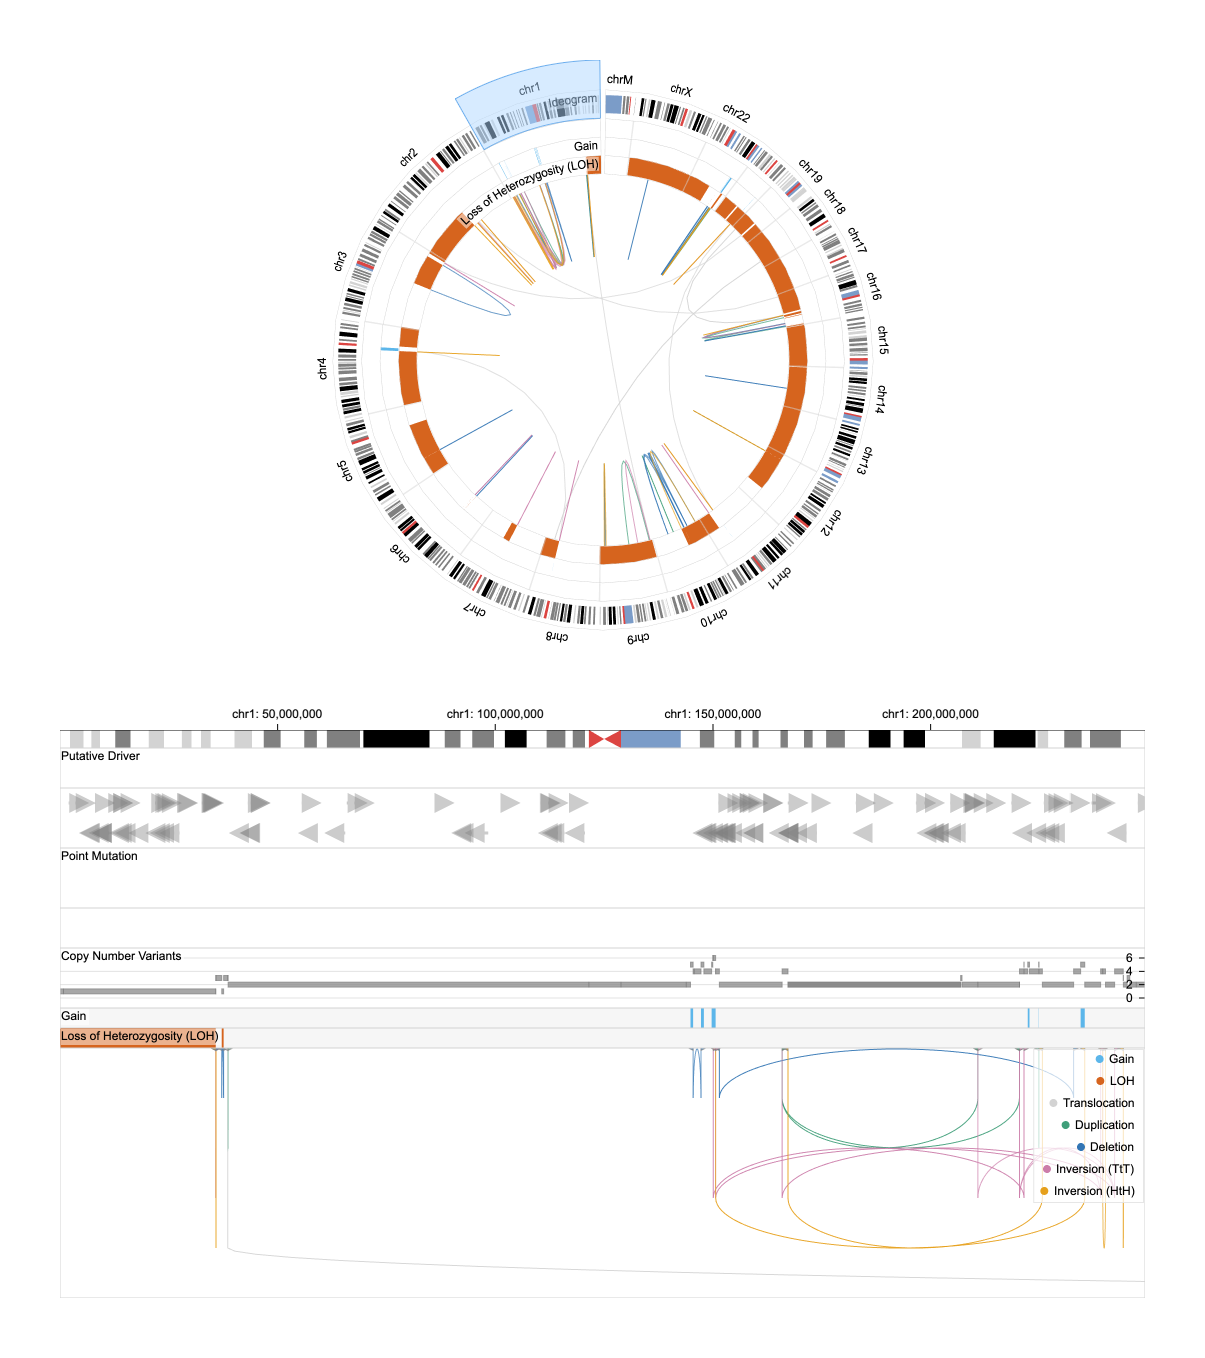 chr1
Ideogram
chrM
chrX
chr22
chr2
Gain
Loss of Heterozygosity (LOH)
chr19
chr18
chr17
chr3
chr16
chr15
chr4
chr14
chr5
chr13
chr6
chr12
chr7
chr11
chr8
chr9
chr10
chr1: 50,000,000
chr1: 100,000,000
chr1: 150,000,000
chr1: 200,000,000
Putative Driver
Point Mutation
Copy Number Variants
6
4
2
0
Gain
Loss of Heterozygosity (LOH)
Gain
LOH
Translocation
Duplication
Deletion
Inversion (TtT)
Inversion (HtH)